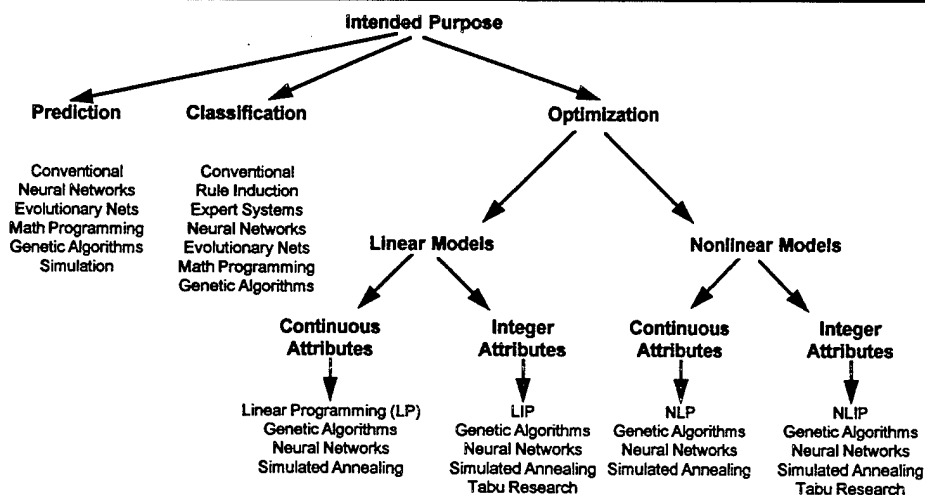 Intended Purpose
Prediction
Conventional
Neural Networks
Evolutionary Nets
Math Programming
Genetic Algorithms
Simulation
Classification
Conventional
Rule Induction
Expert Systems
Neural Networks
Evolutionary Nets
Math Programming
Genetic Algorithms
Optimization
Linear Models
Continuous
Attributes
Linear Programming (LP)
Genetic Algorithms
Neural Networks
Simulated Annealing
Integer
Attributes
LIP
Genetic Algorithms
Neural Networks
Simulated Annealing
Tabu Research
Nonlinear Models
Continuous
Attributes
NLP
Genetic Algorithms
Neural Networks
Simulated Annealing
Integer
Attributes
NLIP
Genetic Algorithms
Neural Networks
Simulated Annealing
Tabu Research